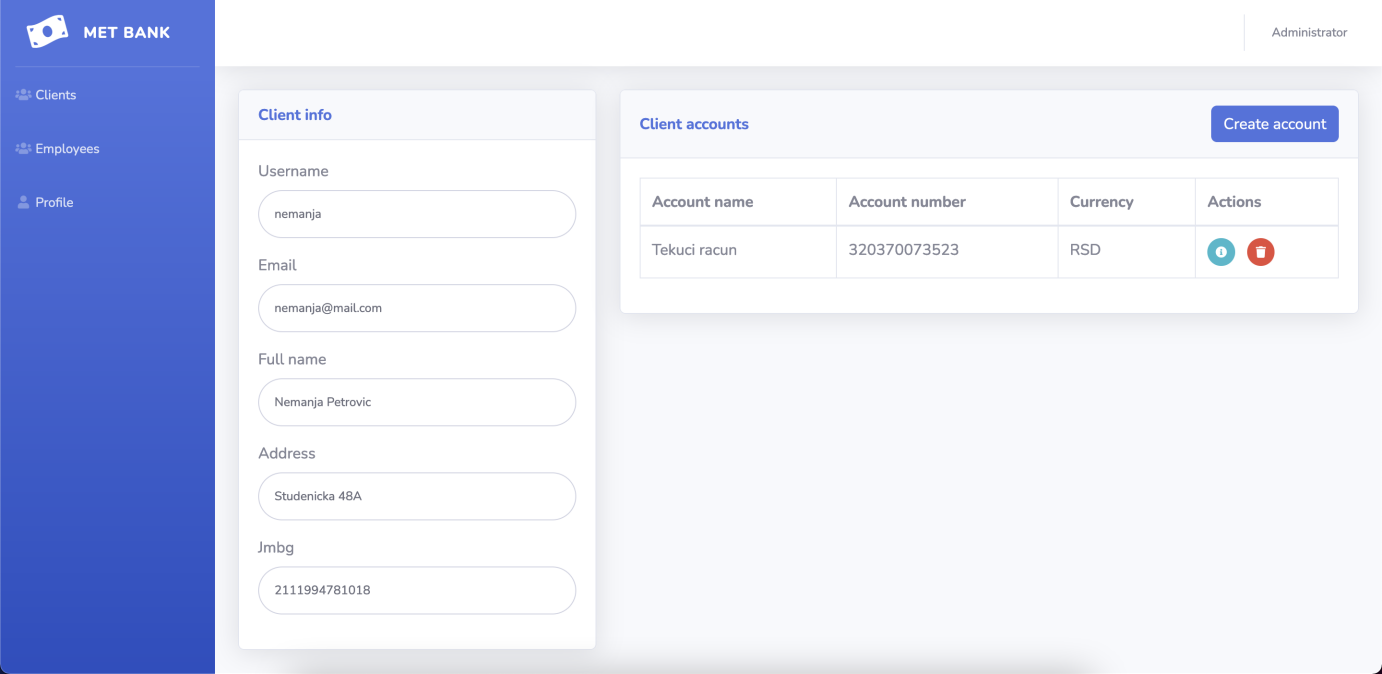 MET BANK
Administrator
Clients
Employees
Profile
Client info
Username
nemanja
Email
nemanja@mail.com
Full name
Nemanja Petrovic
Address
Studenicka 48A
Jmbg
2111994781018
Client accounts
Create account
Account name Account number Currency Actions
Tekuci racun 320370073523 RSD